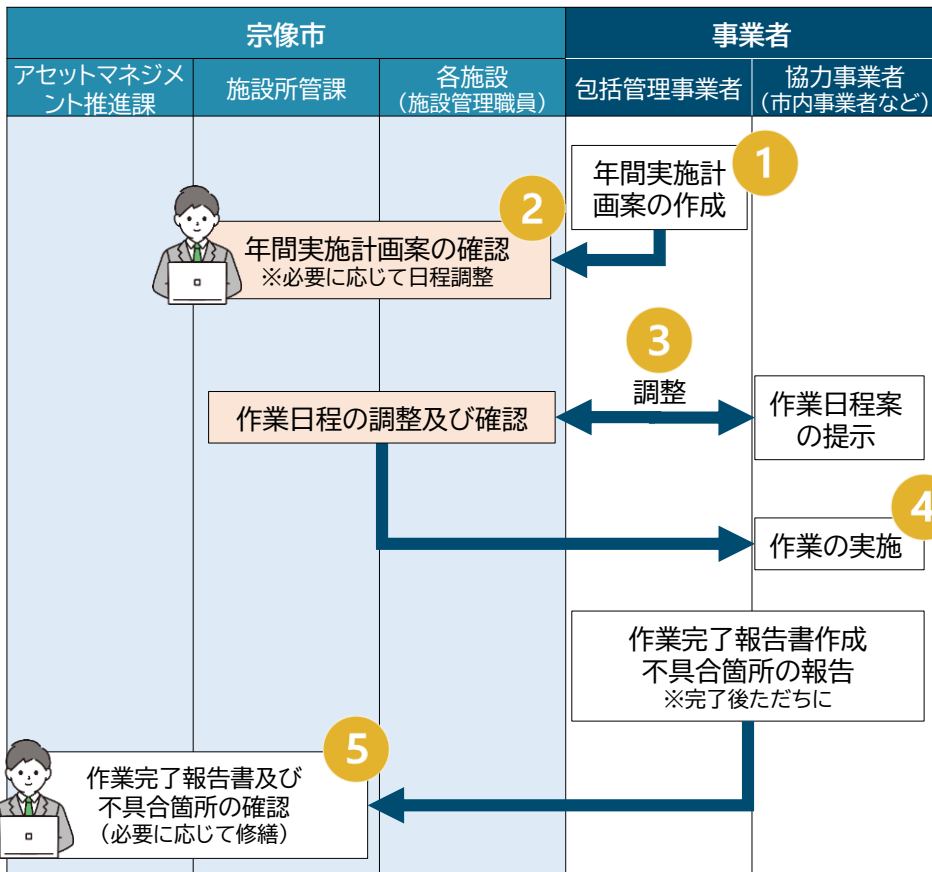 宗像市
事業者
アセットマネジメ
ント推進課
施設所管課
各施設
（施設管理職員）
包括管理事業者
協力事業者
（市内事業者など）
1
年間実施計
画案の作成
2
年間実施計画案の確認
※必要に応じて日程調整
3
調整
作業日程の調整及び確認
作業日程案
の提示
4
作業の実施
作業完了報告書作成
不具合箇所の報告
※完了後ただちに
5
作業完了報告書及び
不具合箇所の確認
（必要に応じて修繕）